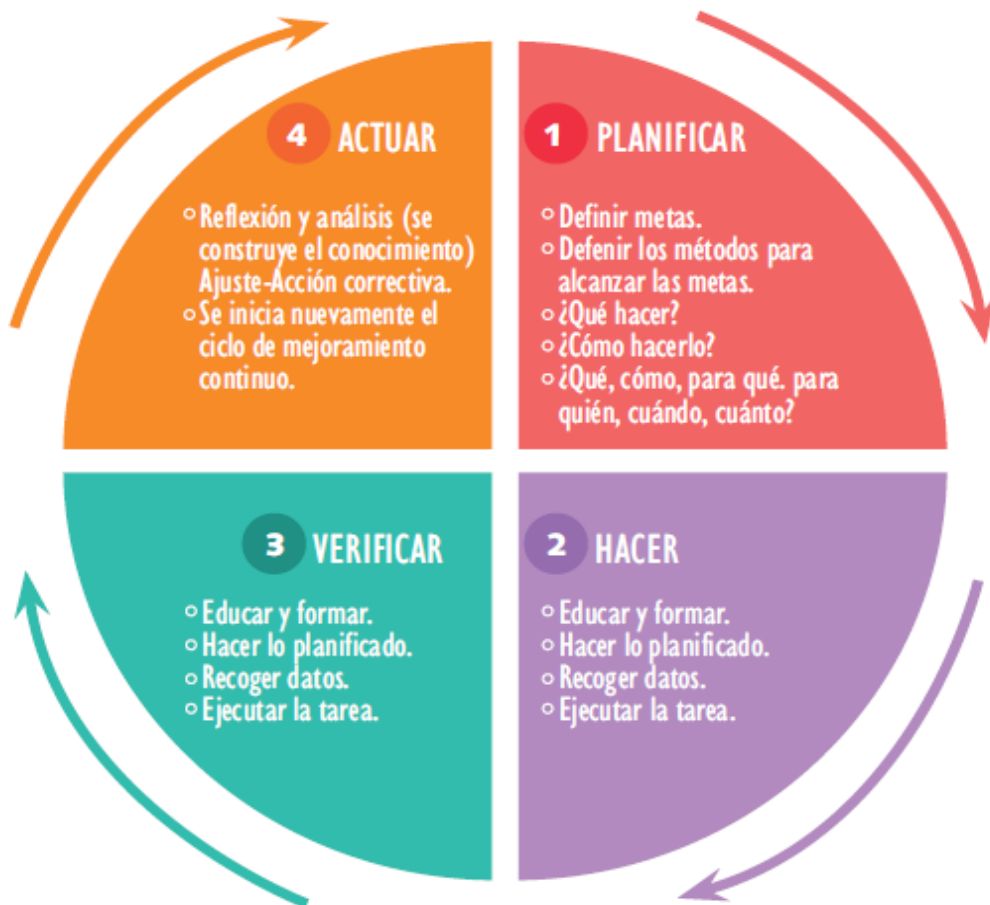 1 PLANIFICAR
Definir metas.
Defenir los métodos para
alcanzar las metas.
¿Qué hacer?
¿Cómo hacerlo?
¿Qué, cómo, para qué. para
quién, cuándo, cuánto?
2 HACER
Educar y formar.
Hacer lo planificado.
Recoger datos.
Ejecutar la tarea.
3 VERIFICAR
Educar y formar.
Hacer lo planificado.
Recoger datos.
Ejecutar la tarea.
4 ACTUAR
Reflexión y análisis (se
construye el conocimiento)
Ajuste-Acción correctiva.
Se inicia nuevamente el
ciclo de mejoramiento
continuo.